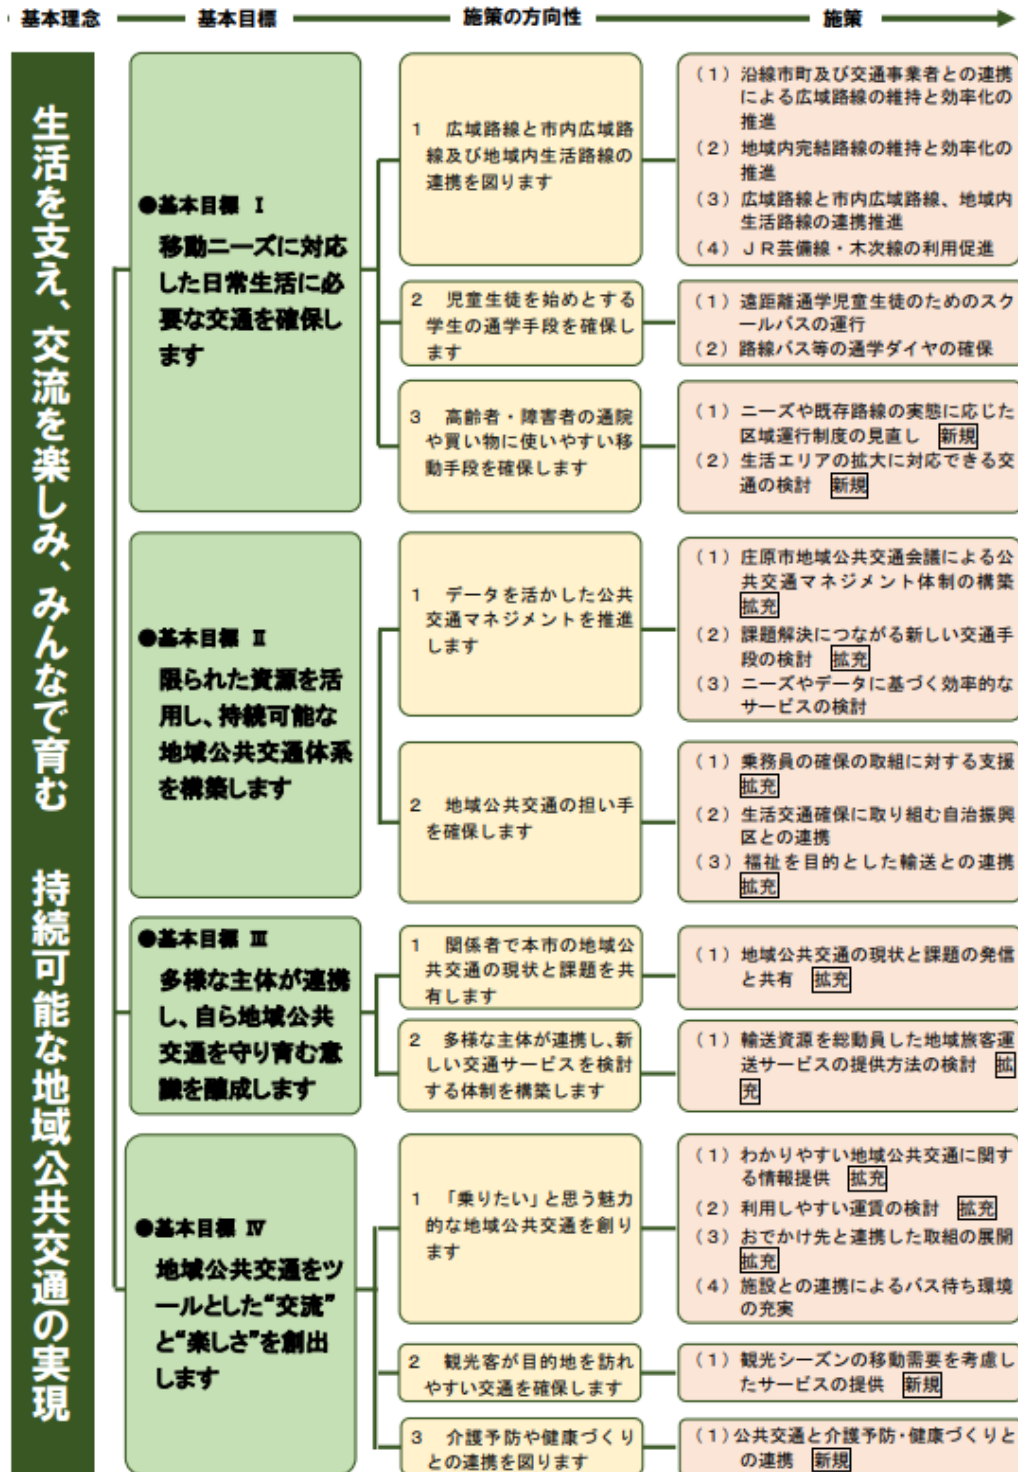 基本理念 基本目標 施策の方向性 施策
生活を支え、交流を楽しみ、みんなで育む 持続可能な地域公共交通の実現
●基本目標 Ⅰ
移動ニーズに対応
した日常生活に必
要な交通を確保し
ます
1 広域路線と市内広域路
線及び地域内生活路線の
連携を図ります
(1)沿線市町及び交通事業者との連携
による広域路線の維持と効率化の
推進
(2)地域内完結路線の維持と効率化の
推進
(3)広域路線と市内広域路線、地域内
生活路線の連携推進
(4)JR芸備線・木次線の利用促進
2 児童生徒を始めとする
学生の通学手段を確保し
ます
(1)遠距離通学児童生徒のためのスク
ールバスの運行
(2)路線バス等の通学ダイヤの確保
3 高齢者・障害者の通院
や買い物に使いやすい移
動手段を確保します
(1)ニーズや既存路線の実態に応じた
区域運行制度の見直し 新規
(2)生活エリアの拡大に対応できる交
通の検討 新規
●基本目標 Ⅱ
限られた資源を活
用し、持続可能な
地域公共交通体系
を構築します
1 データを活かした公共
交通マネジメントを推進
します
(1)庄原市地域公共交通会議による公
共交通マネジメント体制の構築
拡充
(2)課題解決につながる新しい交通手
段の検討 拡充
(3)ニーズやデータに基づく効率的な
サービスの検討
2 地域公共交通の担い手
を確保します
(1)乗務員の確保の取組に対する支援
拡充
(2)生活交通確保に取り組む自治振興
区との連携
(3)福祉を目的とした輸送との連携
拡充
●基本目標 Ⅲ
多様な主体が連携
し、自ら地域公共
交通を守り育む意
識を醸成します
1 関係者で本市の地域公
共交通の現状と課題を共
有します
(1)地域公共交通の現状と課題の発信
と共有 拡充
2 多様な主体が連携し、新
しい交通サービスを検討
する体制を構築します
(1)輸送資源を総動員した地域旅客運
送サービスの提供方法の検討 拡
充
●基本目標 Ⅳ
地域公共交通をツ
ールとした“交流”
と“楽しさ”を創出
します
1 「乗りたい」と思う魅力
的な地域公共交通を創り
ます
(1)わかりやすい地域公共交通に関す
る情報提供 拡充
(2)利用しやすい運賃の検討 拡充
(3)おでかけ先と連携した取組の展開
拡充
(4)施設との連携によるバス待ち環境
の充実
2 観光客が目的地を訪れ
やすい交通を確保します
(1)観光シーズンの移動需要を考慮し
たサービスの提供 新規
3 介護予防や健康づくり
との連携を図ります
(1)公共交通と介護予防・健康づくりと
の連携 新規